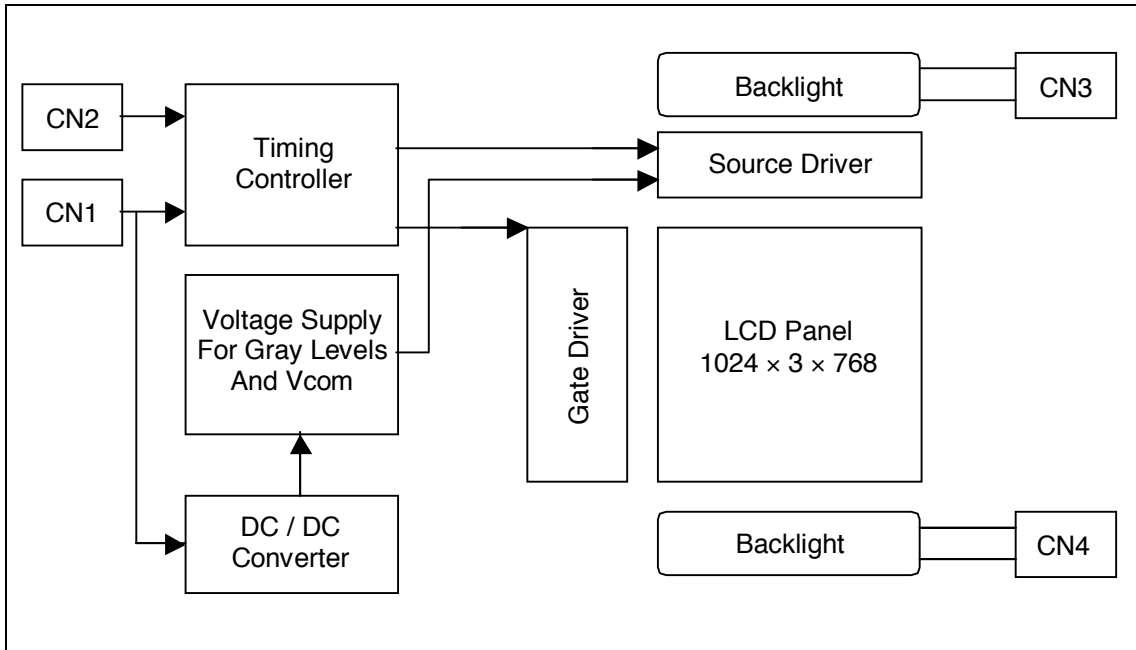 Backlight
CN3
CN2
Timing
Controller
Source Driver
CN1
Voltage Supply
For Gray Levels
And Vcom
Gate Driver
LCD Panel
1024 × 3 × 768
DC / DC
Converter
Backlight
CN4